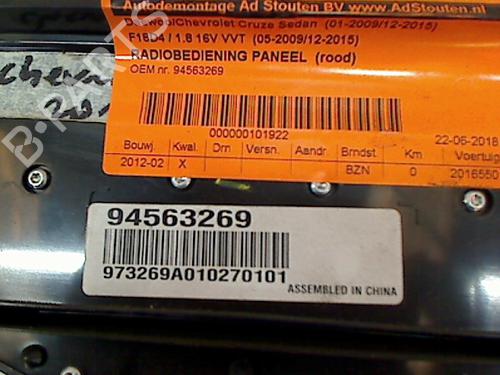 Autodemontage Ad Stouten BV www.AdStouten.nl
Daewoo/Chevrolet Cruze Sedan (01-2009/12-2015)
F18D4 / 1.8 16V VVT (05-2009/12-2015)
RADIOBEDIENING PANEEL (rood)
OEM nr. 94563269
000000101922
22-06-2018
Bouwj. Kwal. Drn Versn. Aandr Brndst Km Voertuig
2012-02 X BZN 0 2016550
B-PARTS
94563269
973269A010270101
ASSEMBLED IN CHINA